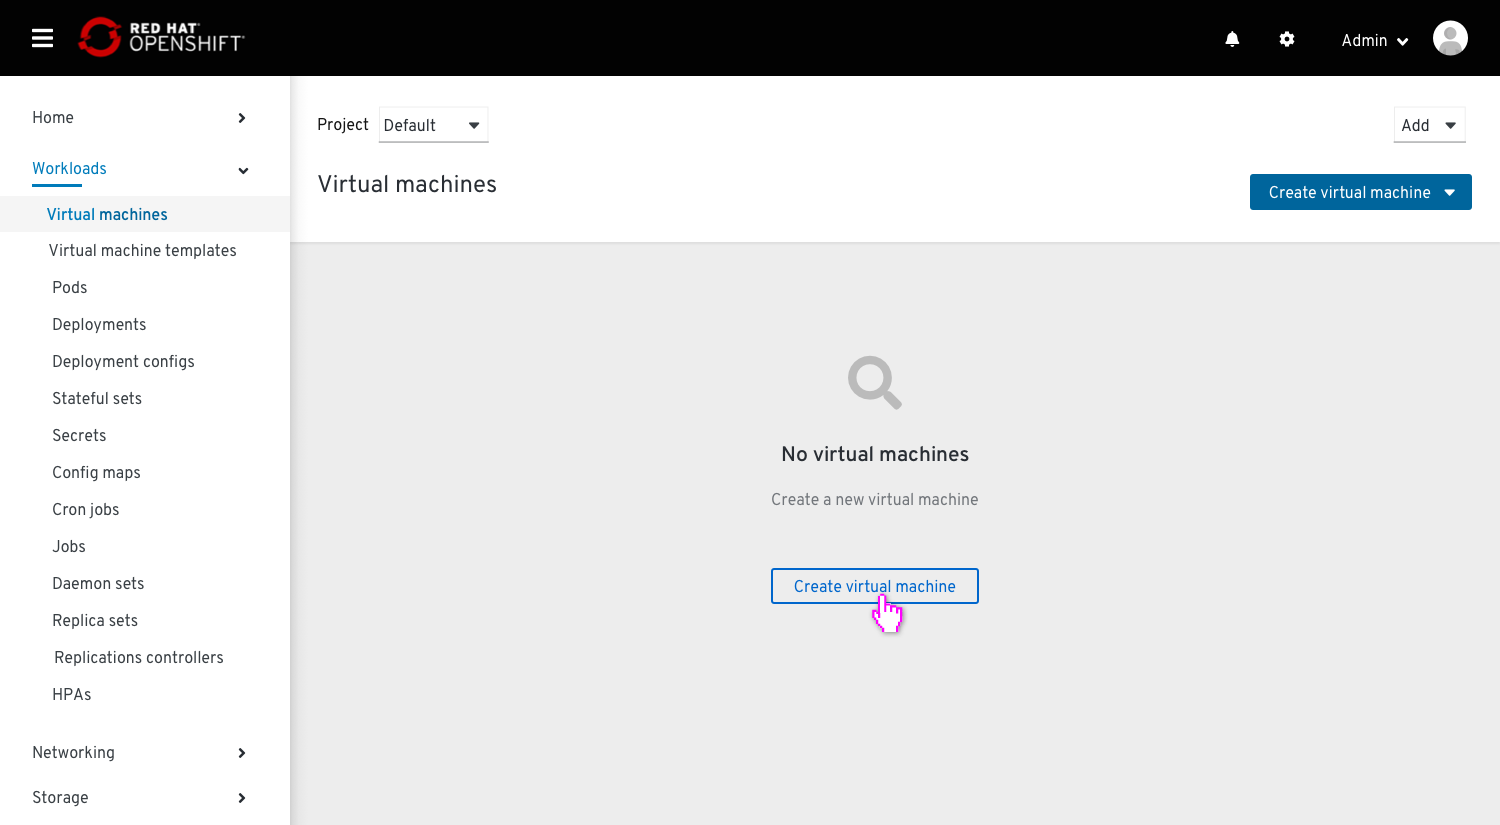 RED HAT®
OPENSHIFT®
Admin
Home
Workloads
Virtual machines
Virtual machine templates
Pods
Deployments
Deployment configs
Stateful sets
Secrets
Config maps
Cron jobs
Jobs
Daemon sets
Replica sets
Replications controllers
HPAs
Networking
Storage
Project Default
Add
Virtual machines
Create virtual machine
No virtual machines
Create a new virtual machine
Create virtual machine